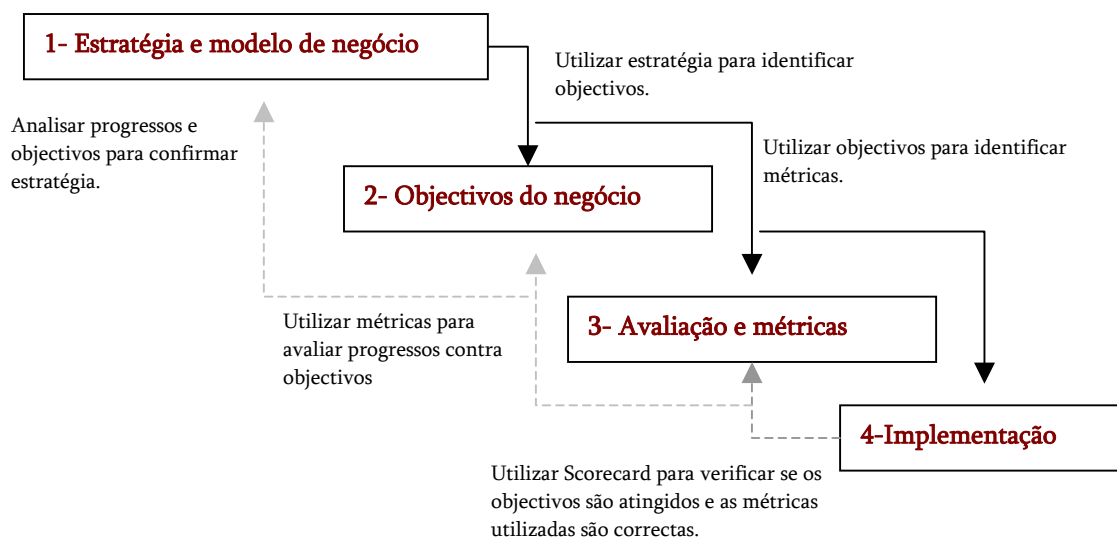 1- Estratégia e modelo de negócio
Utilizar estratégia para identificar
objectivos.
Analisar progressos e
objectivos para confirmar
estratégia.
Utilizar objectivos para identificar
métricas.
2- Objectivos do negócio
3- Avaliação e métricas
Utilizar métricas para
avaliar progressos contra
objectivos
4-Implementação
Utilizar Scorecard para verificar se os
objectivos são atingidos e as métricas
utilizadas são correctas.